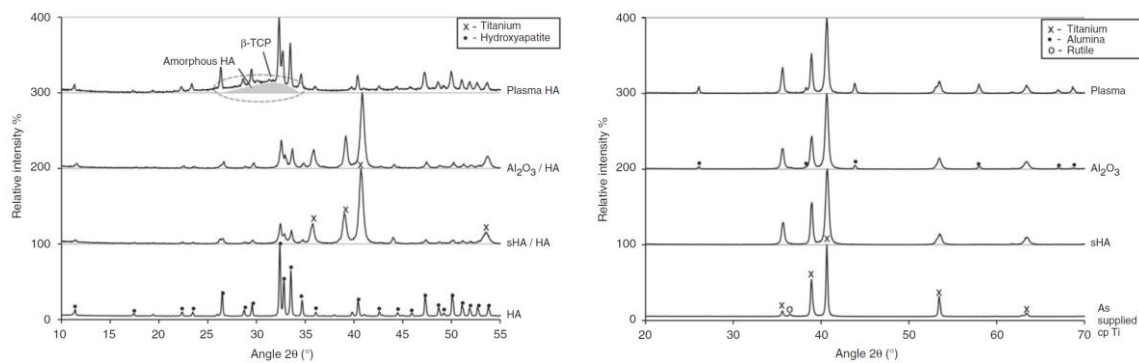 400
300
200
100
0
Relative intensity %
10 15 20 25 30 35 40 45 50 55
Angle 2θ (°)
x - Titanium
• - Hydroxyapatite
β-TCP
Amorphous HA
Plasma HA
Al₂O₃ / HA
sHA / HA
HA
400
300
200
100
0
Relative intensity %
20 30 40 50 60 70
Angle 2θ (°)
x - Titanium
• - Alumina
o - Rutile
Plasma
Al₂O₃
sHA
As
supplied
cp Ti